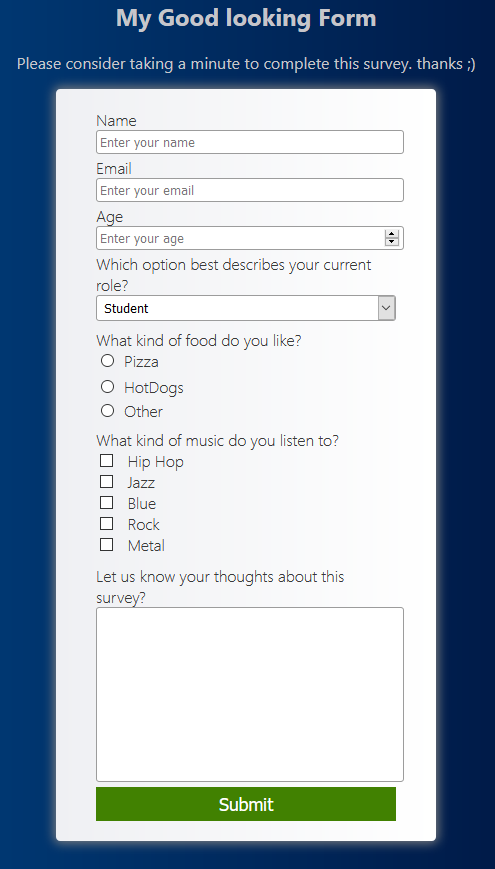 My Good looking Form
Please consider taking a minute to complete this survey. thanks ;)
Name
Enter your name
Email
Enter your email
Age
Enter your age
Which option best describes your current
role?
Student
What kind of food do you like?
Pizza
HotDogs
Other
What kind of music do you listen to?
Hip Hop
Jazz
Blue
Rock
Metal
Let us know your thoughts about this
survey?
Submit